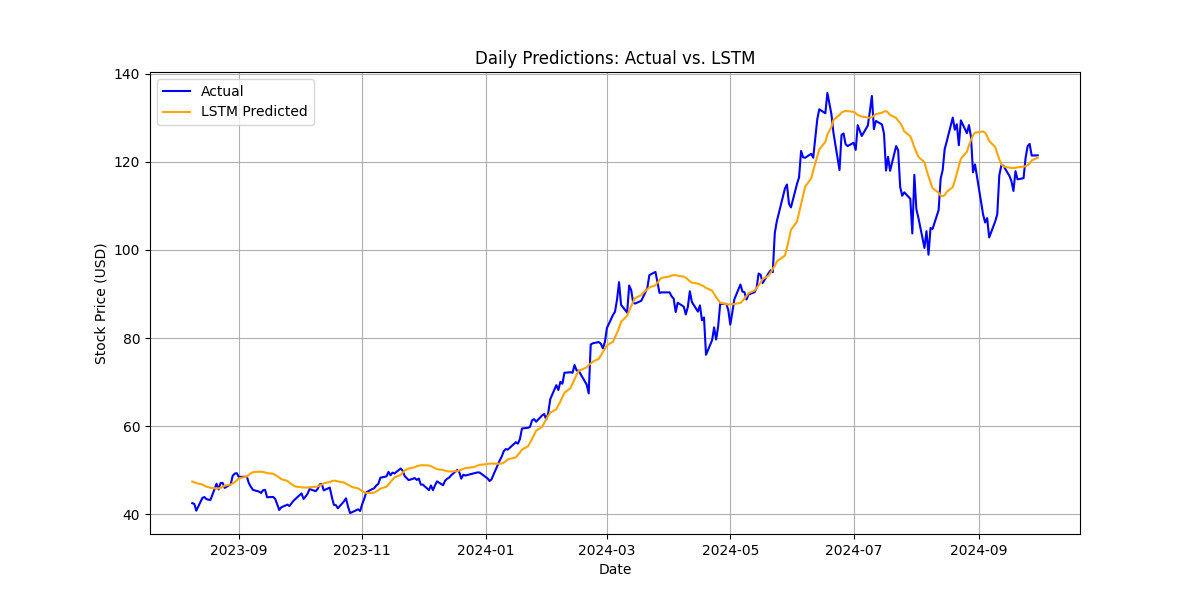 Daily Predictions: Actual vs. LSTM
Actual
LSTM Predicted
Stock Price (USD)
140
120
100
80
60
40
2023-09
2023-11
2024-01
2024-03
2024-05
2024-07
2024-09
Date